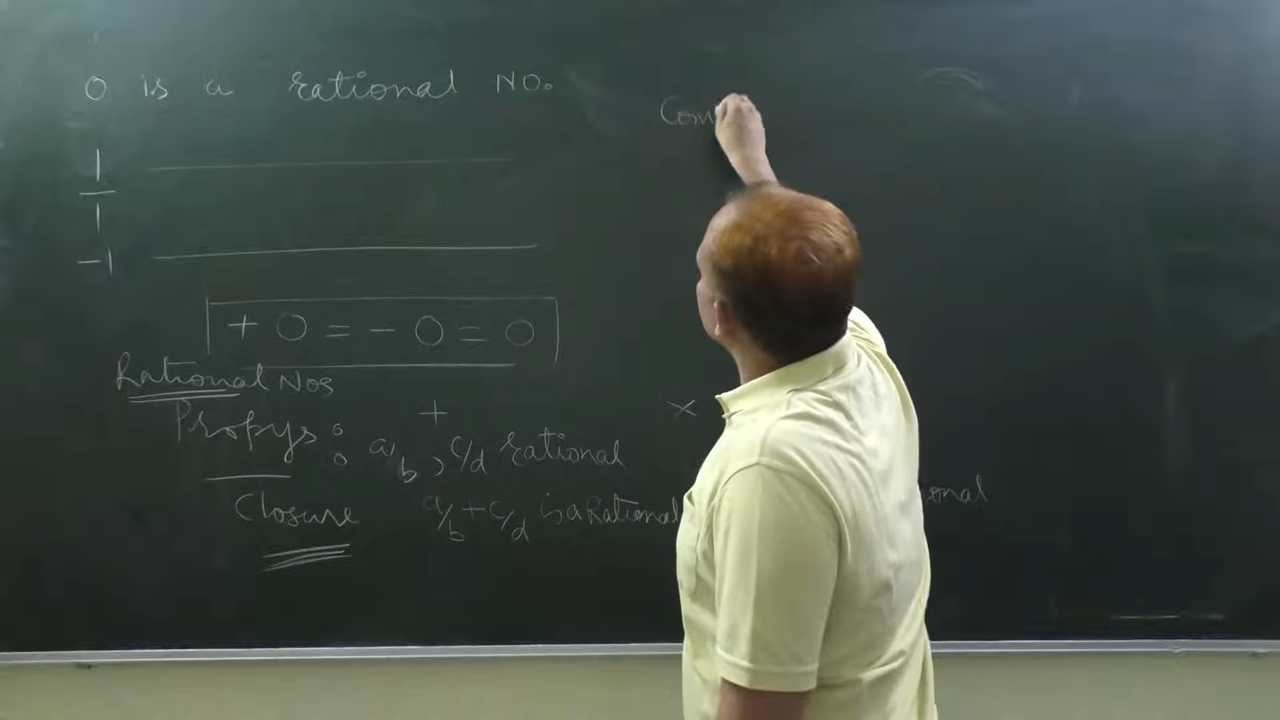 0 is a rational NO.
1
1
-1
+ 0 = - 0 = 0
Rational Nos
Propys : + ×
a/b, c/d rational
Closure a/b + c/d is a Rational onal
Com